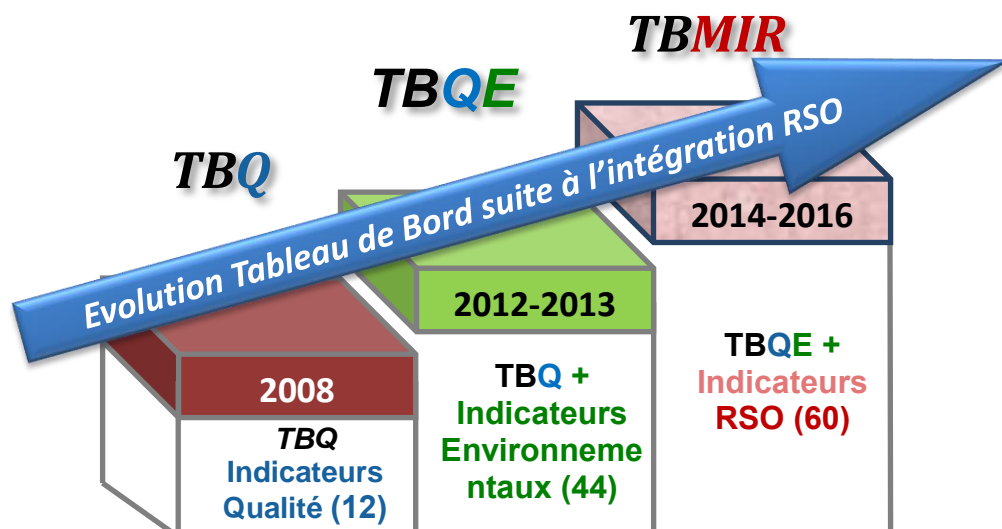 TBMIR
TBQE
TBQ
Evolution Tableau de Bord suite à l'intégration RSO
2014-2016
2012-2013
2008
TBQ
Indicateurs
Qualité (12)
TBQ +
Indicateurs
Environneme
ntaux (44)
TBQE +
Indicateurs
RSO (60)